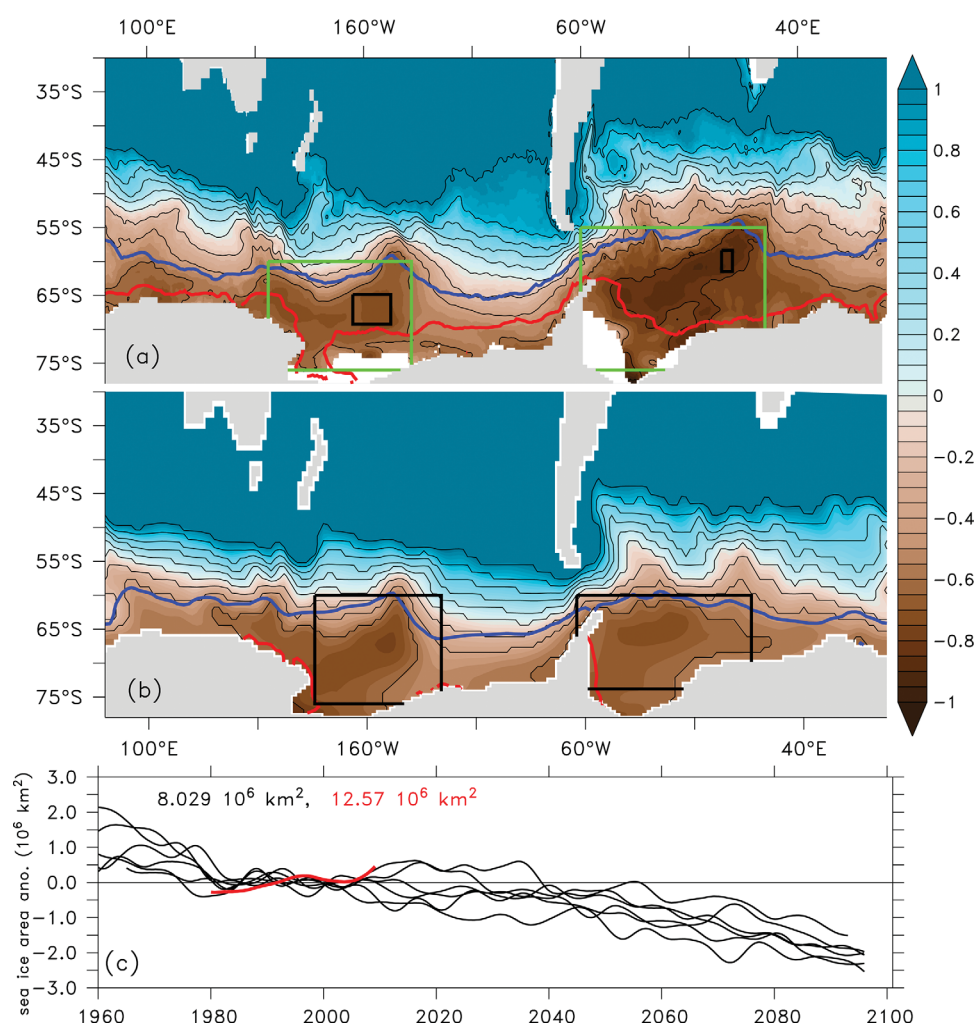 100°E 160°W 60°W 40°E
35°S
45°S
55°S
65°S
75°S
(a)
1
0.8
0.6
0.4
0.2
0
−0.2
−0.4
−0.6
−0.8
−1
35°S
45°S
55°S
65°S
75°S
(b)
100°E 160°W 60°W 40°E
sea ice area ano. (10⁶ km²)
3.0
2.0
1.0
0.0
−1.0
−2.0
−3.0
8.029 10⁶ km², 12.57 10⁶ km²
(c)
1960 1980 2000 2020 2040 2060 2080 2100